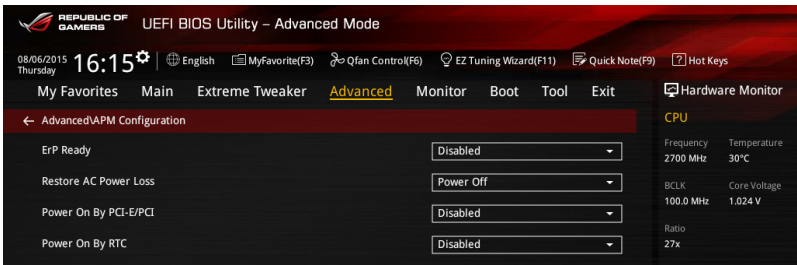 REPUBLIC OF
GAMERS
UEFI BIOS Utility – Advanced Mode
08/06/2015
Thursday
16:15
English
MyFavorite(F3)
Qfan Control(F6)
EZ Tuning Wizard(F11)
Quick Note(F9)
? Hot Keys
My Favorites Main Extreme Tweaker Advanced Monitor Boot Tool Exit
Hardware Monitor
← Advanced\APM Configuration
ErP Ready Disabled
Restore AC Power Loss Power Off
Power On By PCI-E/PCI Disabled
Power On By RTC Disabled
CPU
Frequency Temperature
2700 MHz 30°C
BCLK Core Voltage
100.0 MHz 1.024 V
Ratio
27x